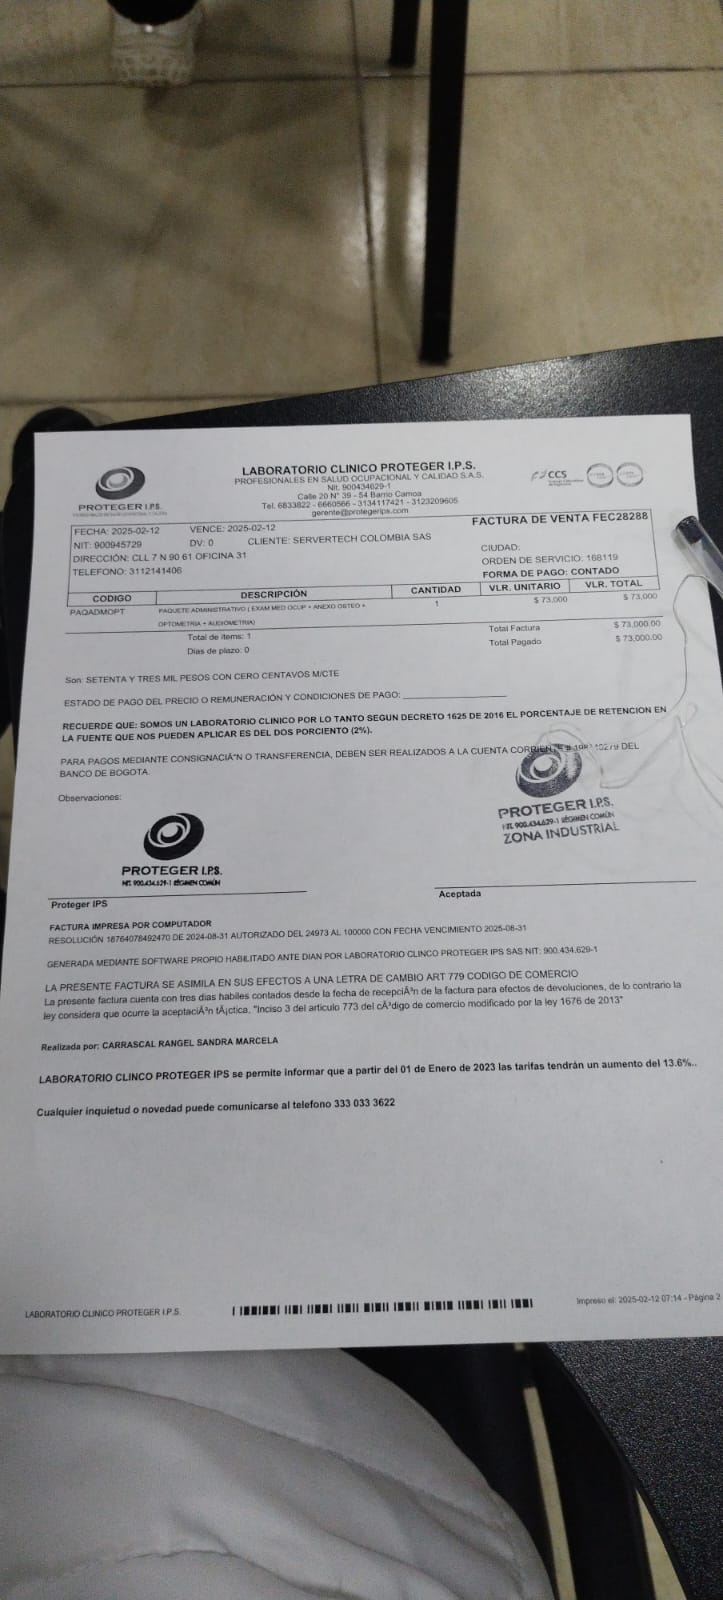 LABORATORIO CLINICO PROTEGER I.P.S.
PROFESIONALES EN SALUD OCUPACIONAL Y CALIDAD S.A.S.
Nit. 900434629-1
Calle 20 N° 39 - 54 Barrio Camoa
Tel. 6833822 - 6660566 - 3134117421 - 3123209605
gerente@protegerips.com
PROTEGER I.P.S.
CCS
FACTURA DE VENTA FEC28288
FECHA: 2025-02-12 VENCE: 2025-02-12
NIT: 900945729 DV: 0 CLIENTE: SERVERTECH COLOMBIA SAS
CIUDAD:
DIRECCIÓN: CLL 7 N 90 61 OFICINA 31
ORDEN DE SERVICIO: 168119
TELEFONO: 3112141406
FORMA DE PAGO: CONTADO
CODIGO DESCRIPCIÓN CANTIDAD VLR. UNITARIO VLR. TOTAL
PAQADMOPT PAQUETE ADMINISTRATIVO ( EXAM MED OCUP + ANEXO OSTEO + 1 $ 73,000 $ 73,000
OPTOMETRIA + AUDIOMETRIA)
Total de items: 1 Total Factura $ 73,000.00
Dias de plazo: 0 Total Pagado $ 73,000.00
Son: SETENTA Y TRES MIL PESOS CON CERO CENTAVOS M/CTE
ESTADO DE PAGO DEL PRECIO O REMUNERACIÓN Y CONDICIONES DE PAGO:
RECUERDE QUE: SOMOS UN LABORATORIO CLINICO POR LO TANTO SEGUN DECRETO 1625 DE 2016 EL PORCENTAJE DE RETENCION EN
LA FUENTE QUE NOS PUEDEN APLICAR ES DEL DOS PORCIENTO (2%).
PARA PAGOS MEDIANTE CONSIGNACIÃ³N O TRANSFERENCIA, DEBEN SER REALIZADOS A LA CUENTA CORRIENTE # DEL
BANCO DE BOGOTA.
Observaciones:
PROTEGER I.P.S.
NIT. 900.434.629-1 RÉGIMEN COMÚN
ZONA INDUSTRIAL
PROTEGER I.P.S.
NIT. 900.434.629-1 RÉGIMEN COMÚN
Proteger IPS
Aceptada
FACTURA IMPRESA POR COMPUTADOR
RESOLUCIÓN 18764078492470 DE 2024-08-31 AUTORIZADO DEL 24973 AL 100000 CON FECHA VENCIMIENTO 2025-08-31
GENERADA MEDIANTE SOFTWARE PROPIO HABILITADO ANTE DIAN POR LABORATORIO CLINCO PROTEGER IPS SAS NIT: 900.434.629-1
LA PRESENTE FACTURA SE ASIMILA EN SUS EFECTOS A UNA LETRA DE CAMBIO ART 779 CODIGO DE COMERCIO
La presente factura cuenta con tres dias habiles contados desde la fecha de recepciÃ³n de la factura para efectos de devoluciones, de lo contrario la
ley considera que ocurre la aceptaciÃ³n tÃ¡ctica. "Inciso 3 del articulo 773 del cÃ³digo de comercio modificado por la ley 1676 de 2013"
Realizada por: CARRASCAL RANGEL SANDRA MARCELA
LABORATORIO CLINCO PROTEGER IPS se permite informar que a partir del 01 de Enero de 2023 las tarifas tendrán un aumento del 13.6%..
Cualquier inquietud o novedad puede comunicarse al telefono 333 033 3622
LABORATORIO CLINICO PROTEGER I.P.S.
Impreso el: 2025-02-12 07:14 - Página 2